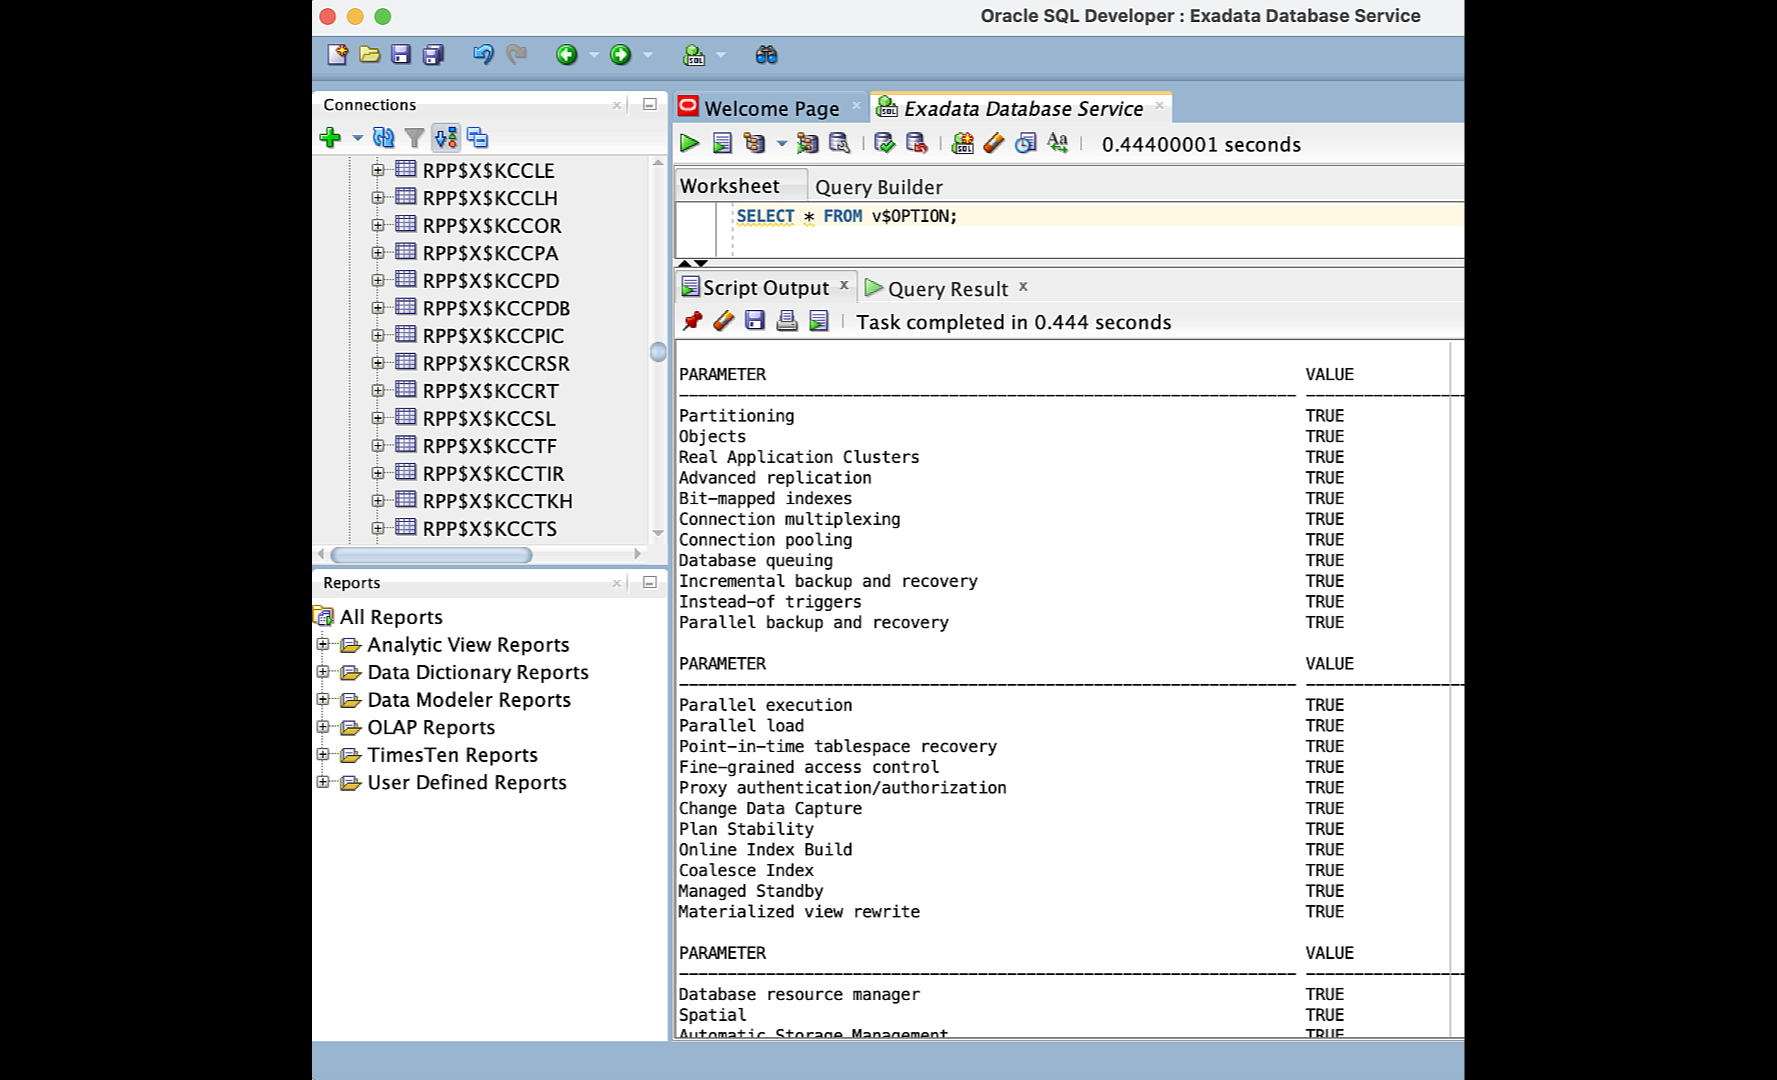 Oracle SQL Developer : Exadata Database Service
Connections
RPP$X$KCCLE
RPP$X$KCCLH
RPP$X$KCCOR
RPP$X$KCCPA
RPP$X$KCCPD
RPP$X$KCCPDB
RPP$X$KCCPIC
RPP$X$KCCRSR
RPP$X$KCCRT
RPP$X$KCCSL
RPP$X$KCCTF
RPP$X$KCCTIR
RPP$X$KCCTKH
RPP$X$KCCTS
Reports
All Reports
Analytic View Reports
Data Dictionary Reports
Data Modeler Reports
OLAP Reports
TimesTen Reports
User Defined Reports
Welcome Page
Exadata Database Service
0.44400001 seconds
Worksheet Query Builder
SELECT * FROM v$OPTION;
Script Output Query Result
Task completed in 0.444 seconds
PARAMETER VALUE
Partitioning TRUE
Objects TRUE
Real Application Clusters TRUE
Advanced replication TRUE
Bit-mapped indexes TRUE
Connection multiplexing TRUE
Connection pooling TRUE
Database queuing TRUE
Incremental backup and recovery TRUE
Instead-of triggers TRUE
Parallel backup and recovery TRUE
PARAMETER VALUE
Parallel execution TRUE
Parallel load TRUE
Point-in-time tablespace recovery TRUE
Fine-grained access control TRUE
Proxy authentication/authorization TRUE
Change Data Capture TRUE
Plan Stability TRUE
Online Index Build TRUE
Coalesce Index TRUE
Managed Standby TRUE
Materialized view rewrite TRUE
PARAMETER VALUE
Database resource manager TRUE
Spatial TRUE
Automatic Storage Management TRUE